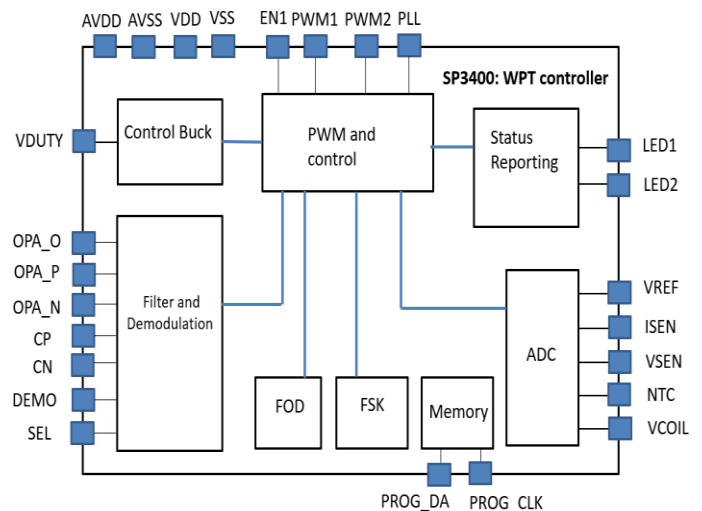 AVDD AVSS VDD VSS EN1 PWM1 PWM2 PLL
SP3400: WPT controller
VDUTY
Control Buck
PWM and
control
Status
Reporting
LED1
LED2
OPA_O
OPA_P
OPA_N
CP
CN
DEMO
SEL
Filter and
Demodulation
FOD
FSK
Memory
ADC
VREF
ISEN
VSEN
NTC
VCOIL
PROG_DA
PROG_CLK